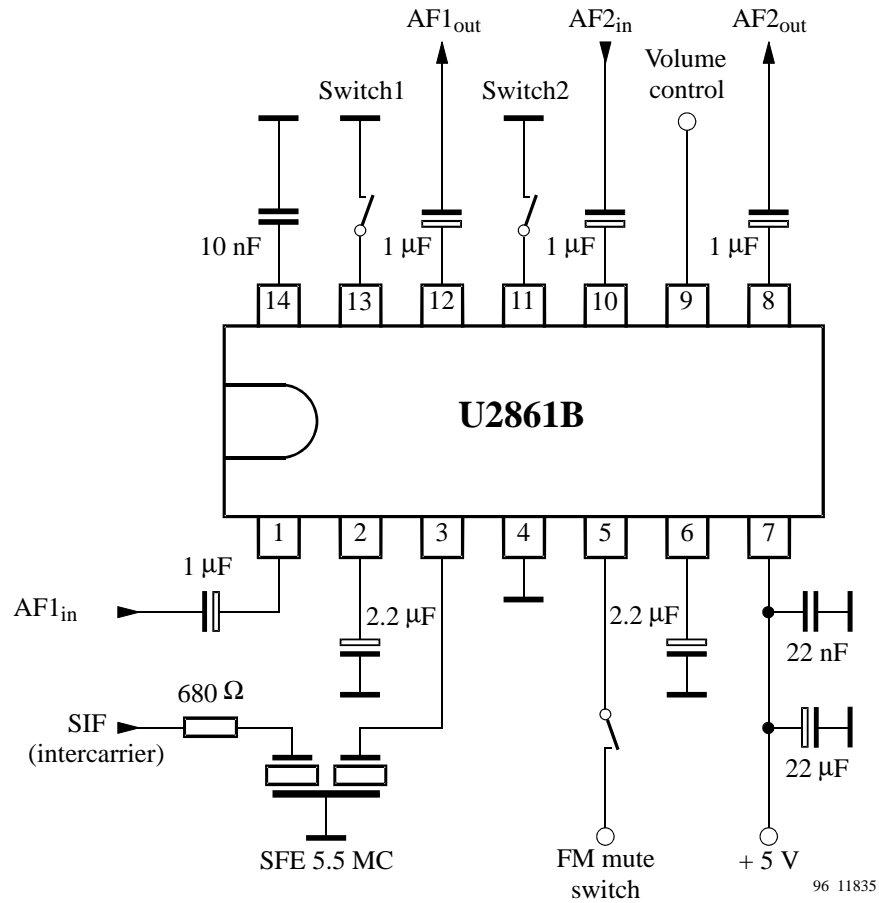 AF1out AF2in AF2out
Switch1 Switch2 Volume
control
10 nF 1 µF 1 µF 1 µF
14 13 12 11 10 9 8
U2861B
1 2 3 4 5 6 7
1 µF
AF1in
2.2 µF 2.2 µF 22 nF
680 Ω
SIF
(intercarrier)
22 µF
SFE 5.5 MC FM mute
switch
+ 5 V
96 11835